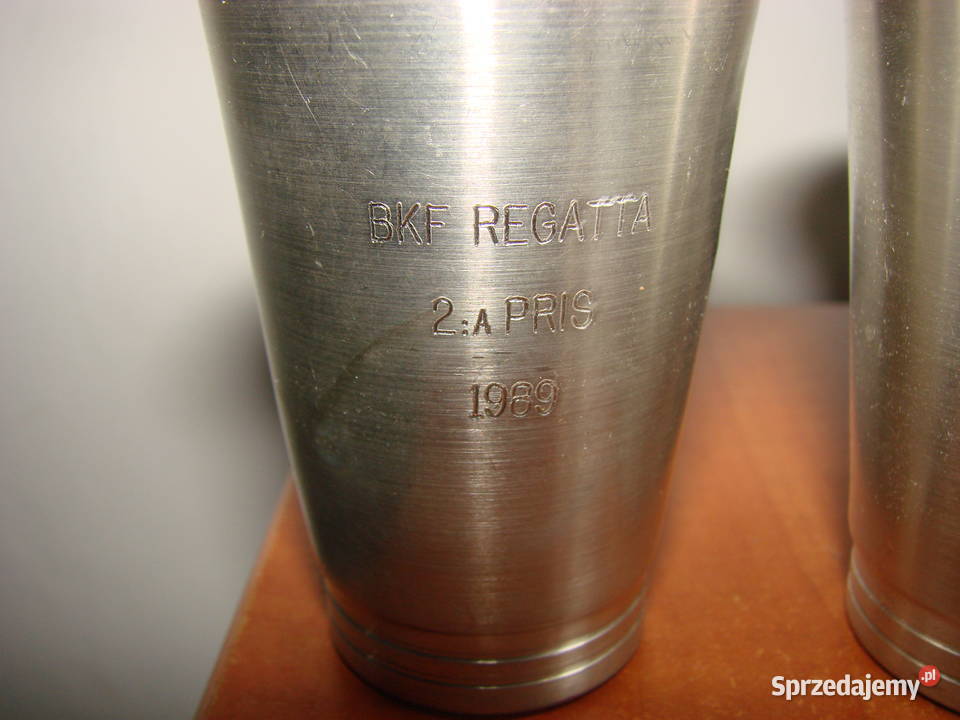 BKF REGATTA
2:A PRIS
1989
Sprzedajemy.pl